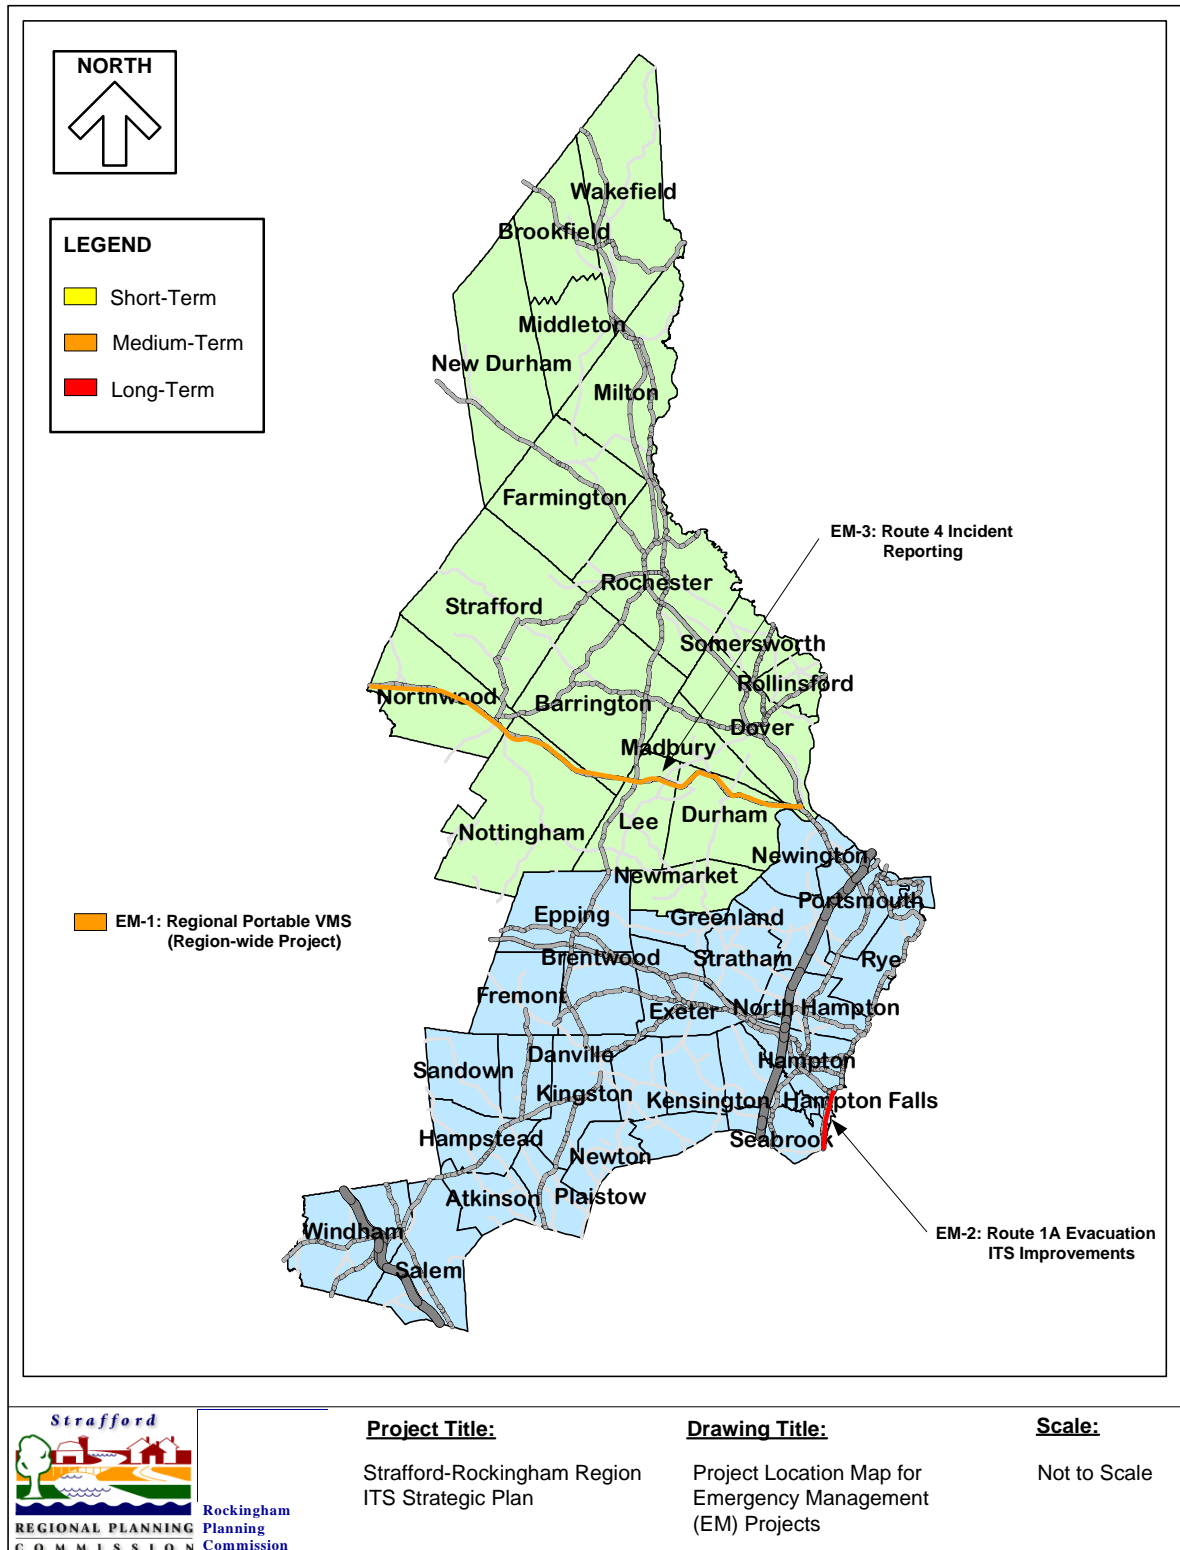 NORTH
LEGEND
Short-Term
Medium-Term
Long-Term
Wakefield
Brookfield
Middleton
New Durham
Milton
Farmington
EM-3: Route 4 Incident
Reporting
Rochester
Strafford
Somersworth
Rollinsford
Northwood
Barrington
Dover
Madbury
Durham
Lee
Nottingham
Newington
Newmarket
Portsmouth
Epping
Greenland
EM-1: Regional Portable VMS
(Region-wide Project)
Brentwood
Stratham
Rye
Fremont
Exeter
North Hampton
Danville
Hampton
Sandown
Kingston
Kensington
Hampton Falls
Hampstead
Seabrook
Newton
Atkinson
Plaistow
Windham
EM-2: Route 1A Evacuation
ITS Improvements
Salem
Strafford
REGIONAL PLANNING
COMMISSION
Rockingham
Planning
Commission
Project Title:
Strafford-Rockingham Region
ITS Strategic Plan
Drawing Title:
Project Location Map for
Emergency Management
(EM) Projects
Scale:
Not to Scale